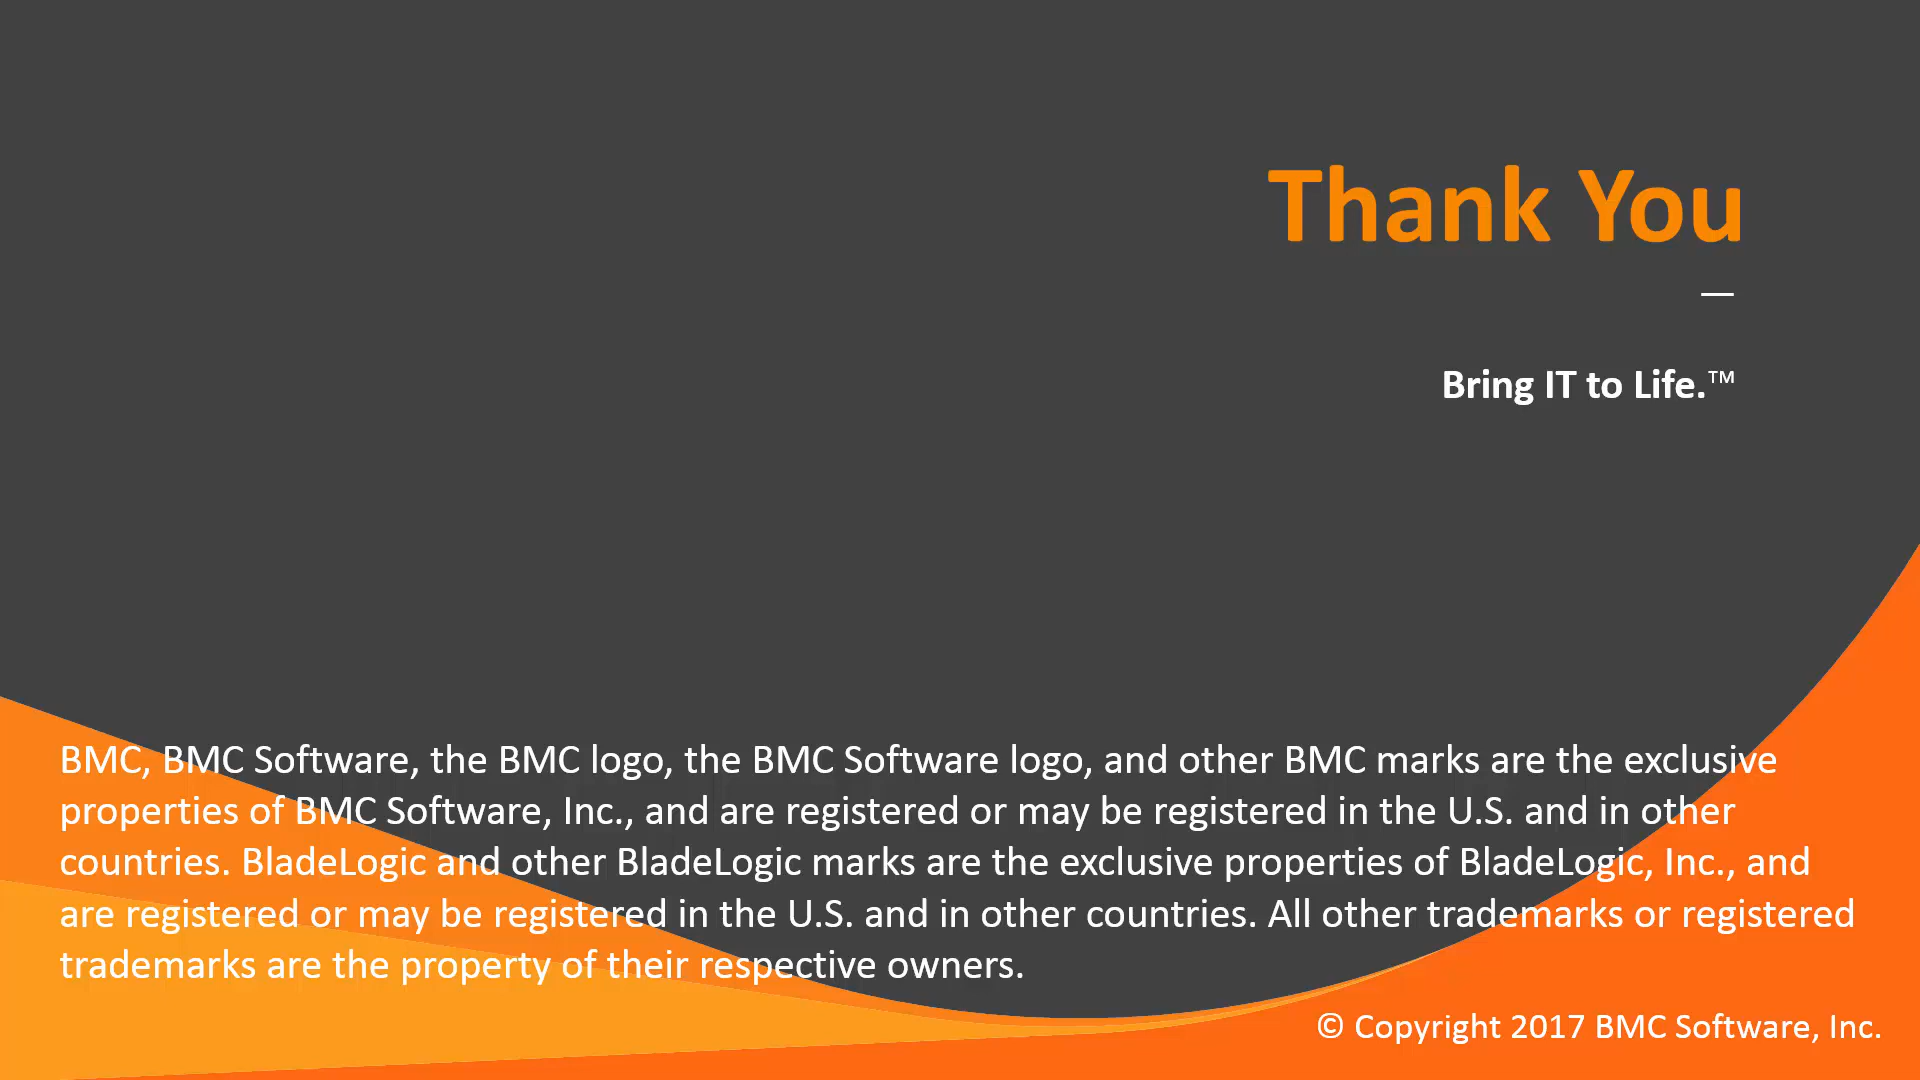 Thank You
—
Bring IT to Life.™
BMC, BMC Software, the BMC logo, the BMC Software logo, and other BMC marks are the exclusive
properties of BMC Software, Inc., and are registered or may be registered in the U.S. and in other
countries. BladeLogic and other BladeLogic marks are the exclusive properties of BladeLogic, Inc., and
are registered or may be registered in the U.S. and in other countries. All other trademarks or registered
trademarks are the property of their respective owners.
© Copyright 2017 BMC Software, Inc.